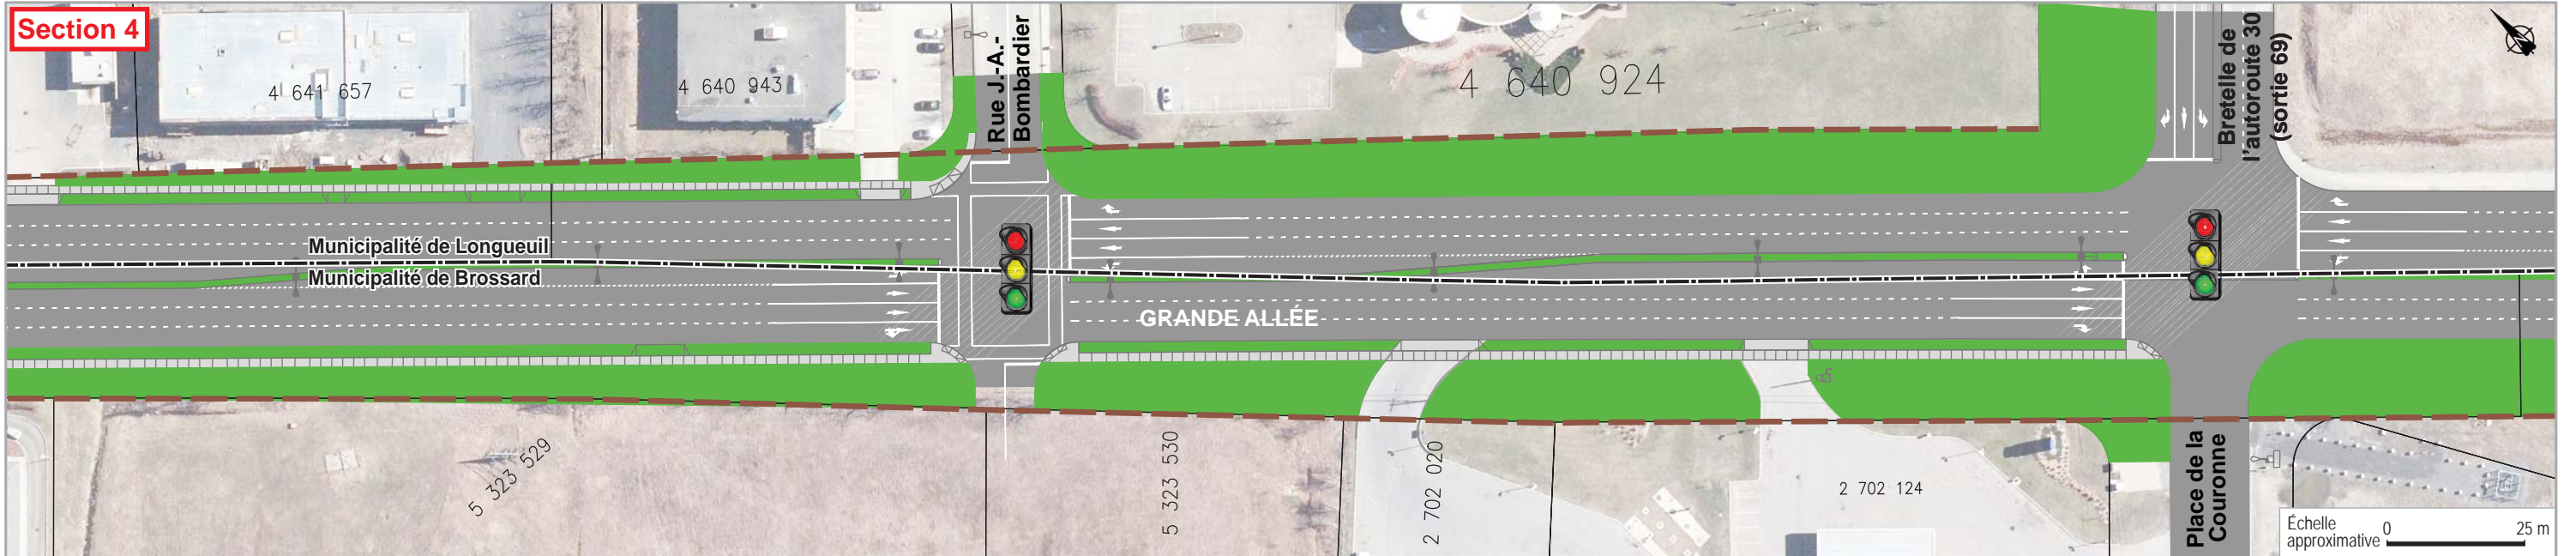 Section 4
4 641 657
4 640 943
Rue J.-A.-
Bombardier
4 640 924
Bretelle de
l'autoroute 30
(sortie 69)
Municipalité de Longueuil
Municipalité de Brossard
GRANDE ALLÉE
5 323 529
5 323 530
2 702 020
2 702 124
Place de la
Couronne
Échelle
approximative
0 25 m